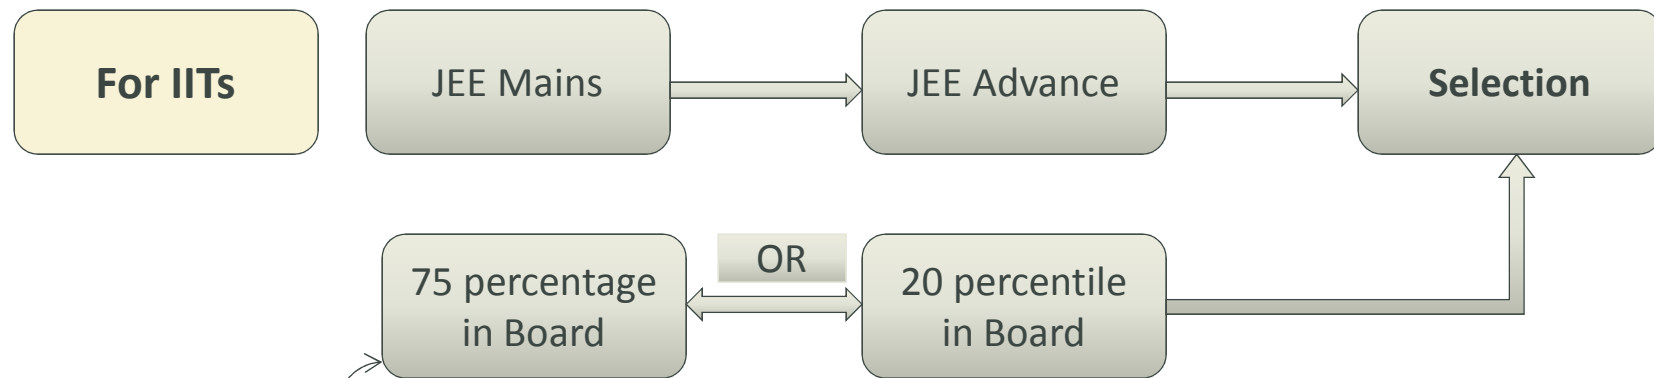 For IITs
JEE Mains
JEE Advance
Selection
75 percentage
in Board
OR
20 percentile
in Board